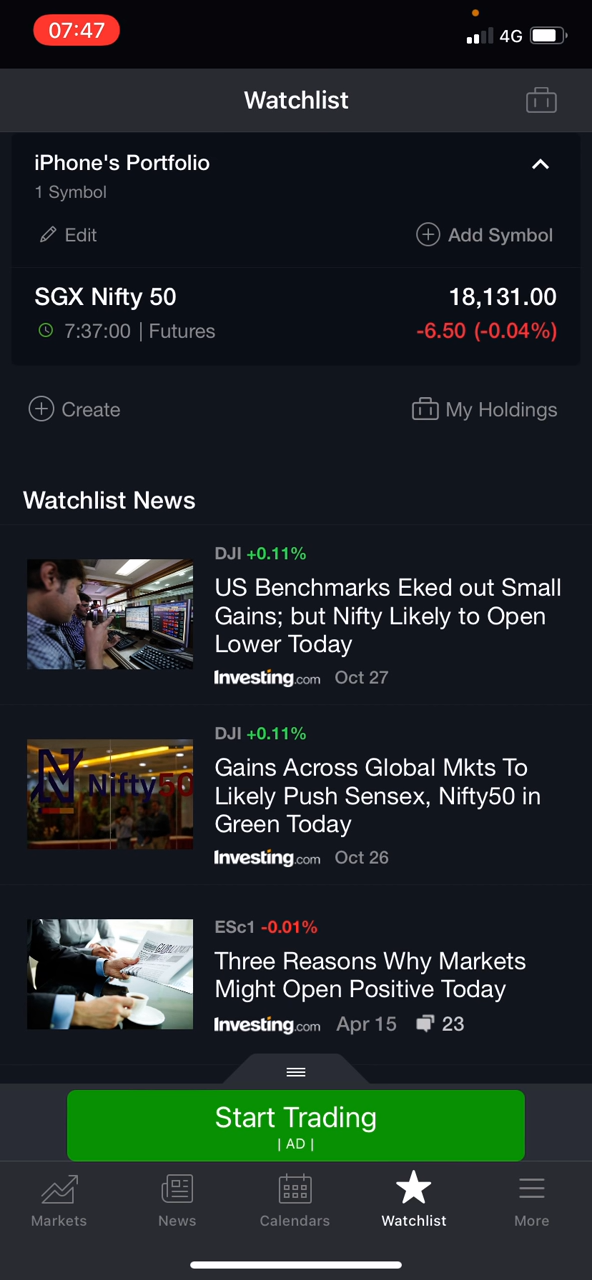 07:47
4G
Watchlist
iPhone's Portfolio
1 Symbol
Edit
Add Symbol
SGX Nifty 50
18,131.00
7:37:00 | Futures
-6.50 (-0.04%)
Create
My Holdings
Watchlist News
DJI +0.11%
US Benchmarks Eked out Small
Gains; but Nifty Likely to Open
Lower Today
Investing.com Oct 27
DJI +0.11%
Nifty50
Gains Across Global Mkts To
Likely Push Sensex, Nifty50 in
Green Today
Investing.com Oct 26
ESc1 -0.01%
Three Reasons Why Markets
Might Open Positive Today
Investing.com Apr 15 23
Start Trading
| AD |
Markets
News
Calendars
Watchlist
More